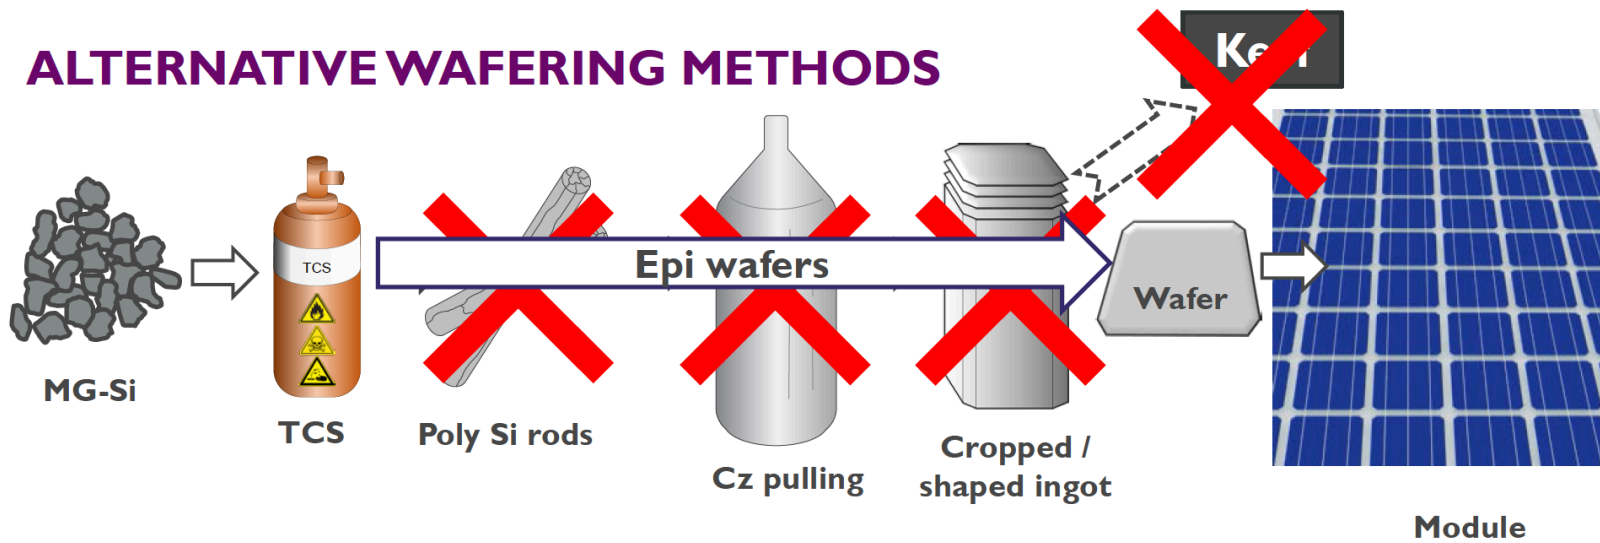 ALTERNATIVE WAFERING METHODS
TCS
Epi wafers
Wafer
MG-Si
TCS
Poly Si rods
Cz pulling
Cropped /
shaped ingot
Module